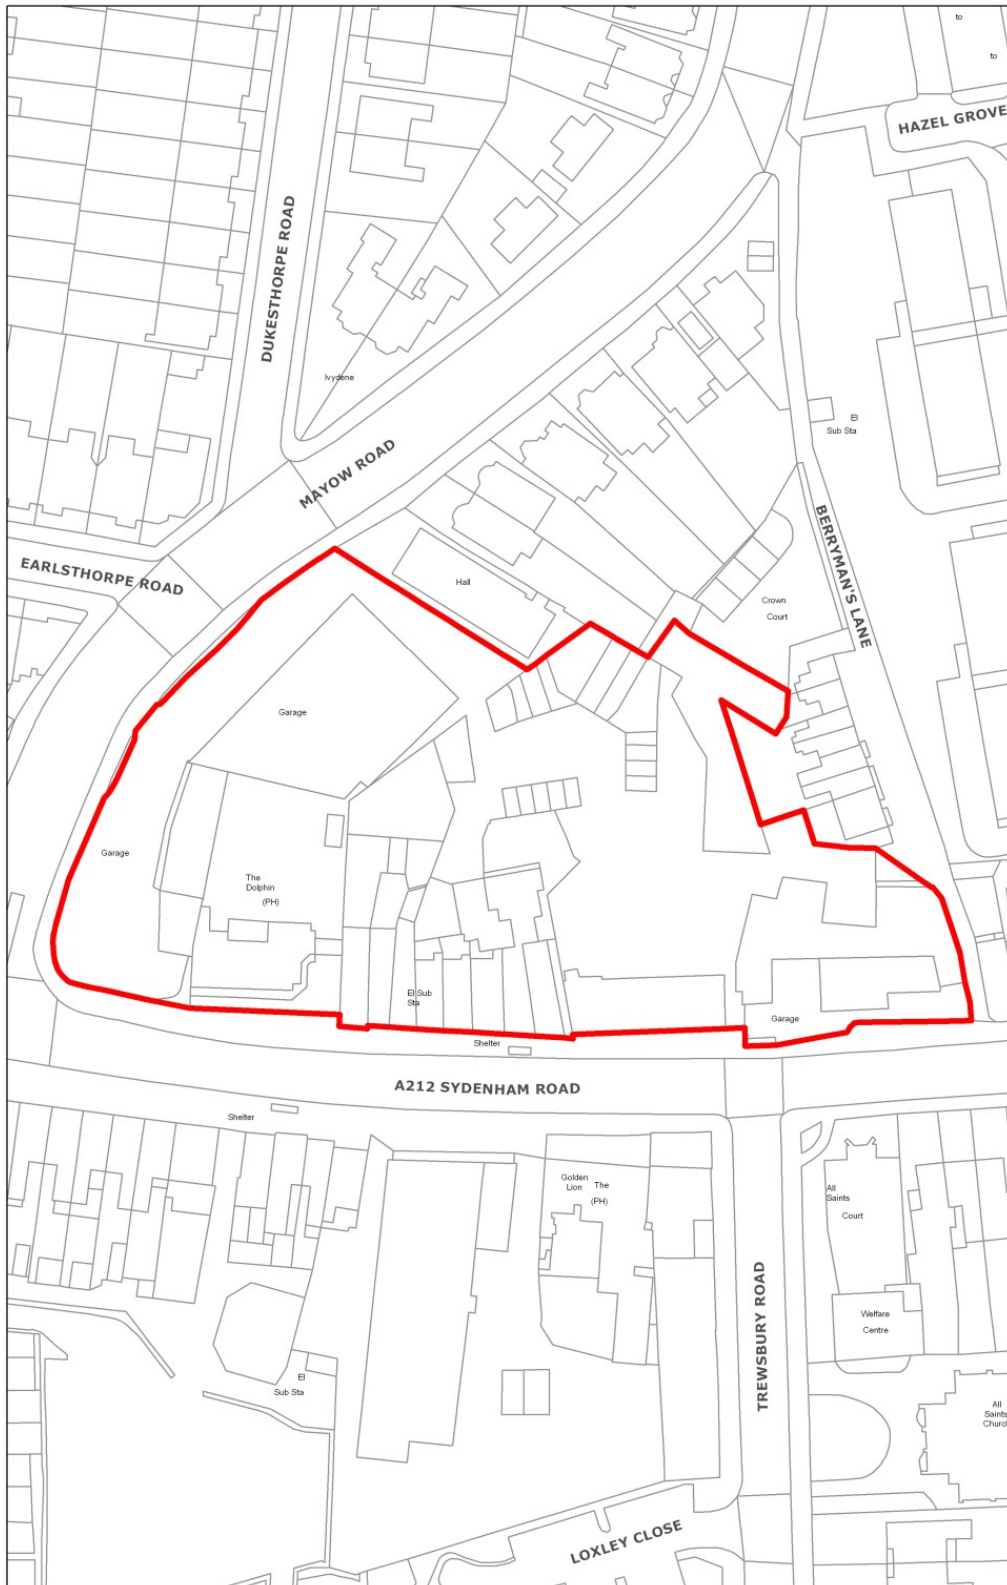 to
to
HAZEL GROVE
DUKESTHORPE ROAD
Ivydene
El
Sub Sta
MAYOW ROAD
BERRYMAN'S LANE
EARLSTHORPE ROAD
Hall
Crown
Court
Garage
Garage
The
Dolphin
(PH)
El Sub
Sta
Garage
Shelter
A212 SYDENHAM ROAD
Shelter
Golden
Lion
The
(PH)
All
Saints
Court
TREWSBURY ROAD
Welfare
Centre
El
Sub Sta
All
Saints
Church
LOXLEY CLOSE